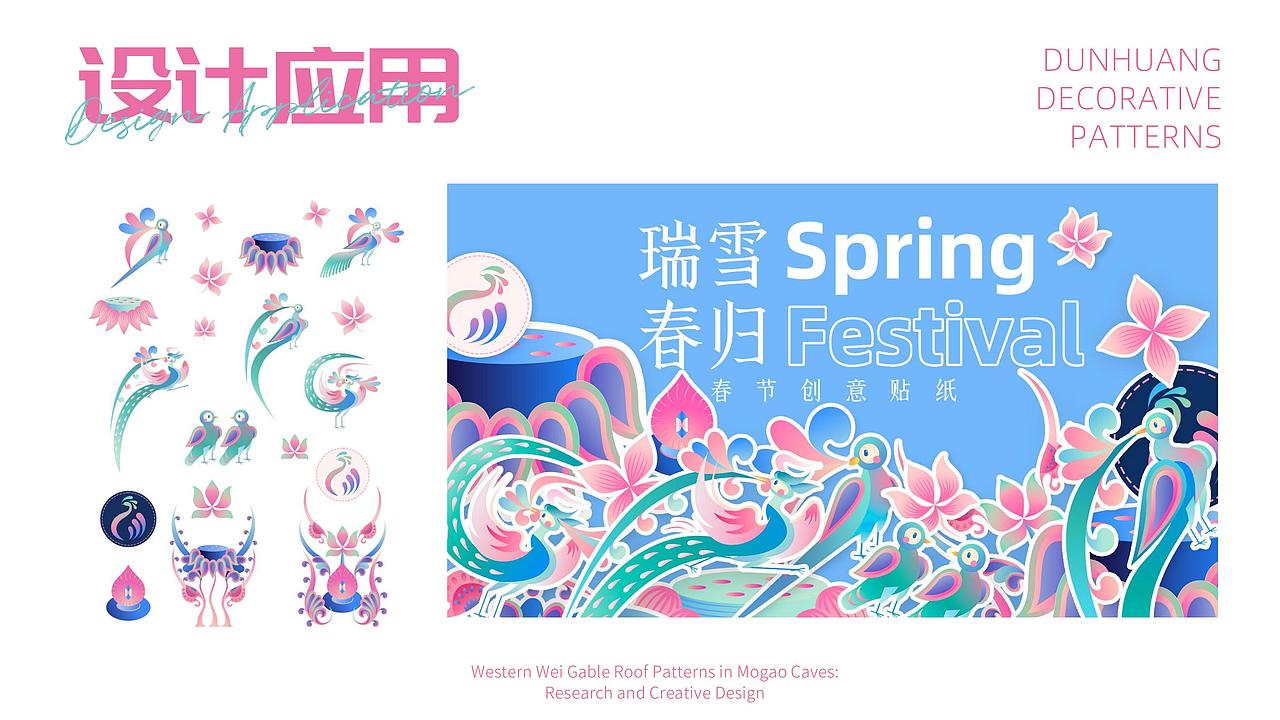 设计应用
Design Application
DUNHUANG
DECORATIVE
PATTERNS
瑞雪 Spring
春归 Festival
春节创意贴纸
Western Wei Gable Roof Patterns in Mogao Caves:
Research and Creative Design